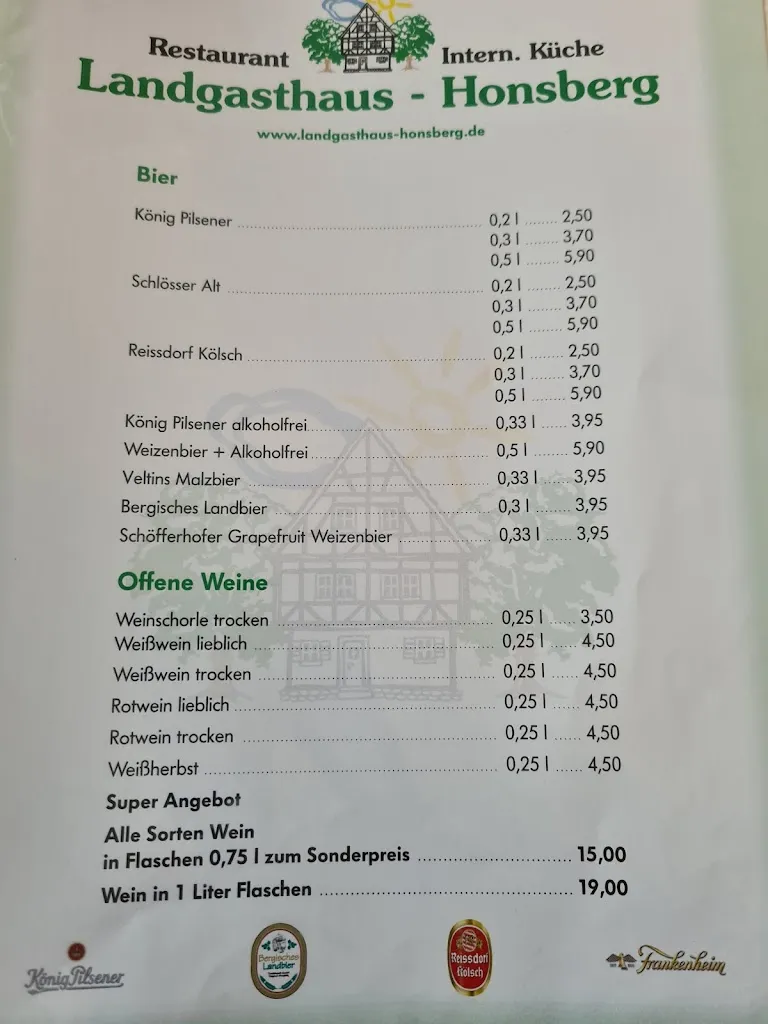 Restaurant Intern. Küche
Landgasthaus - Honsberg
www.landgasthaus-honsberg.de
Bier
König Pilsener 0,2 l ........ 2,50
0,3 l ........ 3,70
0,5 l ........ 5,90
Schlösser Alt 0,2 l ........ 2,50
0,3 l ........ 3,70
0,5 l ........ 5,90
Reissdorf Kölsch 0,2 l ........ 2,50
0,3 l ........ 3,70
0,5 l ........ 5,90
König Pilsener alkoholfrei 0,33 l ...... 3,95
Weizenbier + Alkoholfrei 0,5 l ........ 5,90
Veltins Malzbier 0,33 l ...... 3,95
Bergisches Landbier 0,3 l ........ 3,95
Schöfferhofer Grapefruit Weizenbier 0,33 l ...... 3,95
Offene Weine
Weinschorle trocken 0,25 l ...... 3,50
Weißwein lieblich 0,25 l ...... 4,50
Weißwein trocken 0,25 l ...... 4,50
Rotwein lieblich 0,25 l ...... 4,50
Rotwein trocken 0,25 l ...... 4,50
Weißherbst 0,25 l ...... 4,50
Super Angebot
Alle Sorten Wein
in Flaschen 0,75 l zum Sonderpreis 15,00
Wein in 1 Liter Flaschen 19,00
König Pilsener
Bergisches
Landbier
Reissdorf
Kölsch
Frankenheim